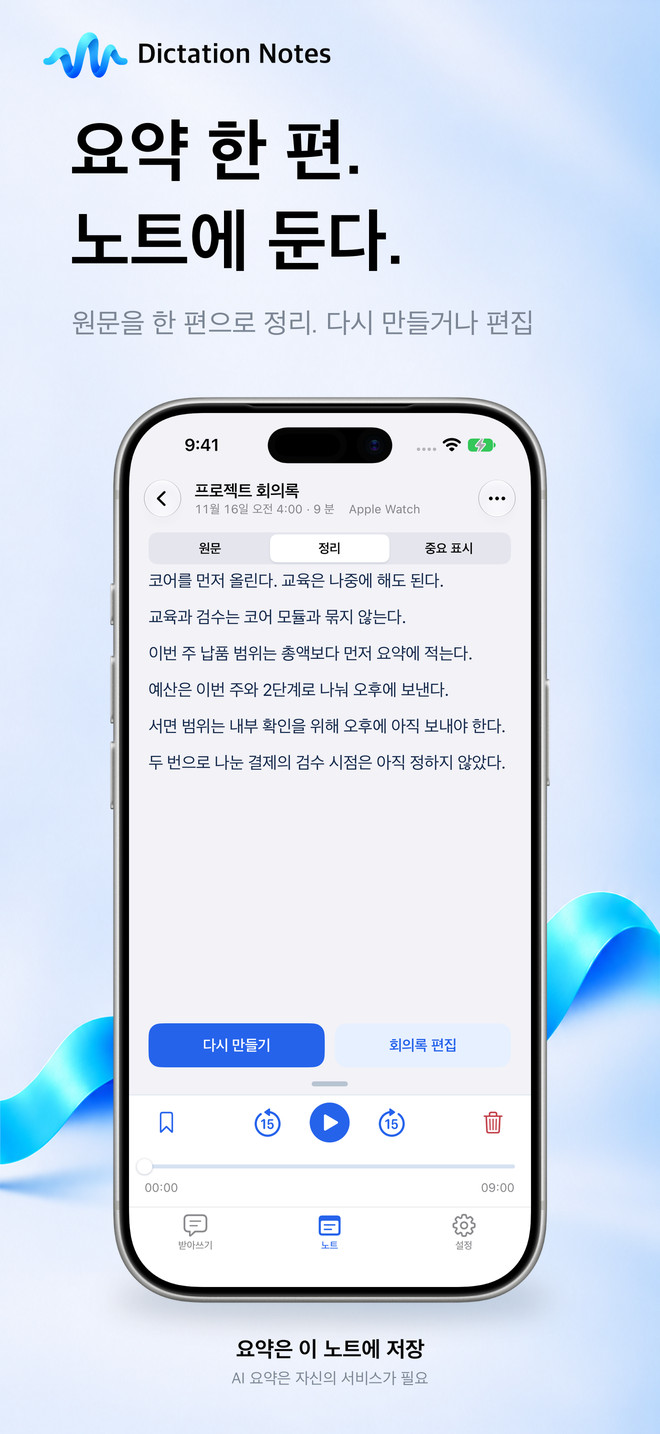 Dictation Notes
요약 한 편.
노트에 둔다.
원문을 한 편으로 정리. 다시 만들거나 편집
9:41
프로젝트 회의록
11월 16일 오전 4:00 · 9 분 Apple Watch
원문 정리 중요 표시
코어를 먼저 올린다. 교육은 나중에 해도 된다.
교육과 검수는 코어 모듈과 묶지 않는다.
이번 주 납품 범위는 총액보다 먼저 요약에 적는다.
예산은 이번 주와 2단계로 나눠 오후에 보낸다.
서면 범위는 내부 확인을 위해 오후에 아직 보내야 한다.
두 번으로 나눈 결제의 검수 시점은 아직 정하지 않았다.
다시 만들기 회의록 편집
15 15
00:00 09:00
받아쓰기 노트 설정
요약은 이 노트에 저장
AI 요약은 자신의 서비스가 필요